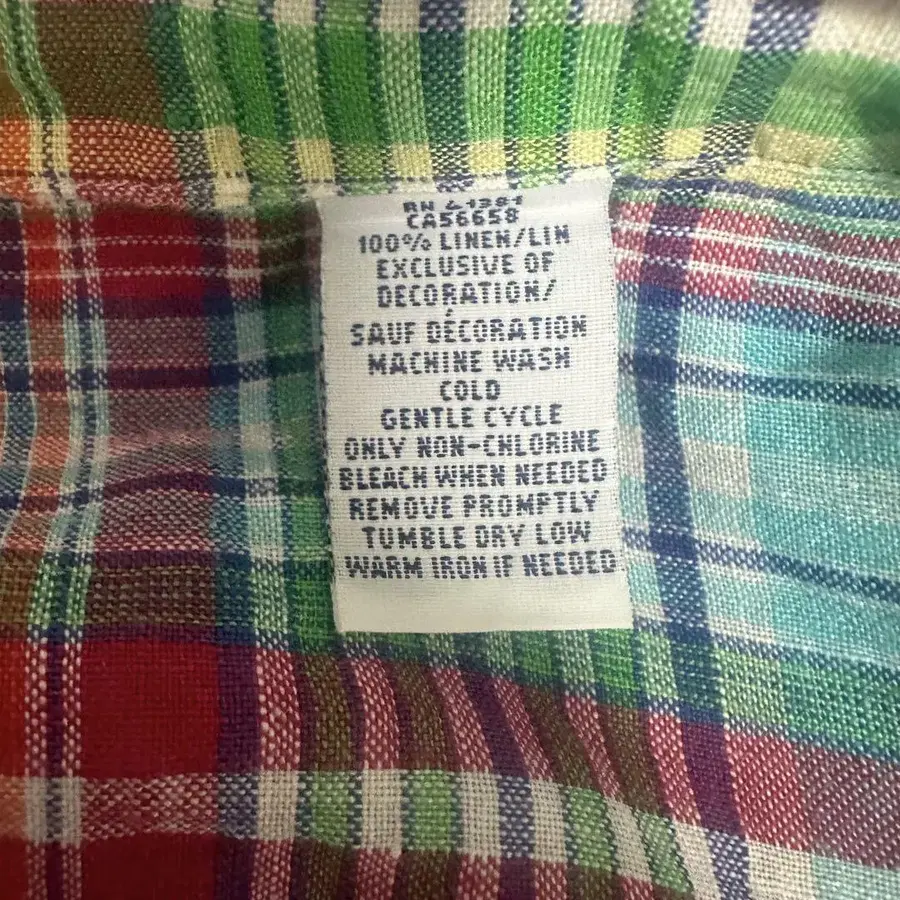 RN 41381
CA56658
100% LINEN/LIN
EXCLUSIVE OF
DECORATION/
SAUF DÉCORATION
MACHINE WASH
COLD
GENTLE CYCLE
ONLY NON-CHLORINE
BLEACH WHEN NEEDED
REMOVE PROMPTLY
TUMBLE DRY LOW
WARM IRON IF NEEDED